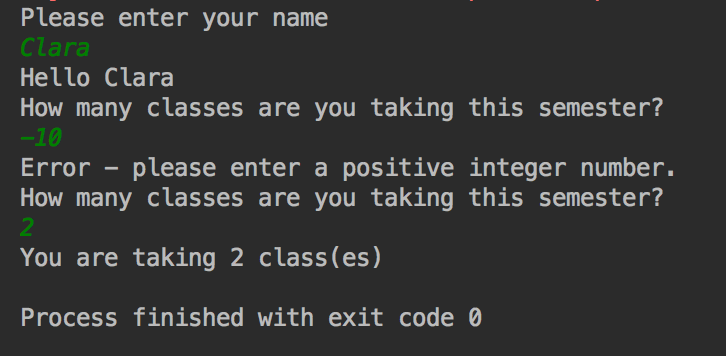 Please enter your name
Clara
Hello Clara
How many classes are you taking this semester?
-10
Error - please enter a positive integer number.
How many classes are you taking this semester?
2
You are taking 2 class(es)
Process finished with exit code 0